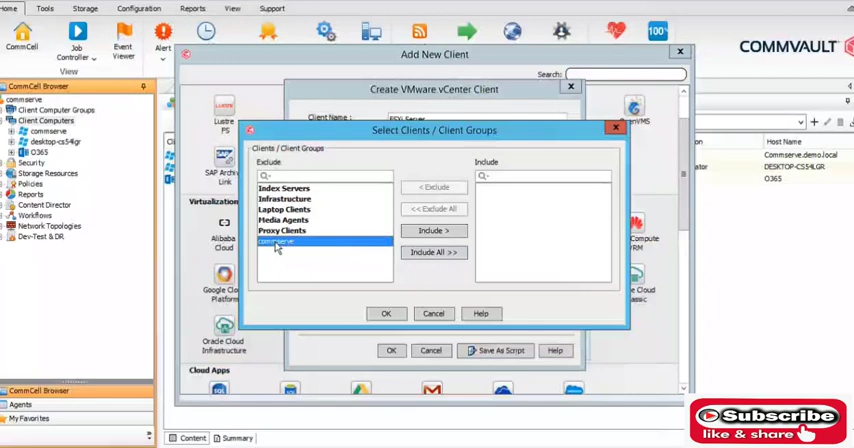 Home Tools Storage Configuration Reports View Support
CommCell
Job
Controller
Event
Viewer
Alert
100%
COMMVAULT
View
CommCell Browser
commserve
Client Computer Groups
Client Computers
commserve
desktop-cs54lgr
O365
Security
Storage Resources
Policies
Reports
Content Director
Workflows
Network Topologies
Dev-Test & DR
CommCell Browser
Agents
My Favorites
Content Summary
Host Name
Commserve.demo.local
DESKTOP-CS54LGR
O365
Add New Client
Search:
LUSTRE
Lustre
FS
SAP
SAP Archive
Link
Virtualization
Alibaba
Cloud
Google Cloud
Platform
Oracle Cloud
Infrastructure
Cloud Apps
OpenVMS
Create VMware vCenter Client
Client Name :
ESXi Server
OK Cancel Save As Script Help
Select Clients / Client Groups
Clients / Client Groups
Exclude
Include
Index Servers
Infrastructure
Laptop Clients
Media Agents
Proxy Clients
commserve
< Exclude
<< Exclude All
Include >
Include All >>
OK Cancel Help
Subscribe
like & share